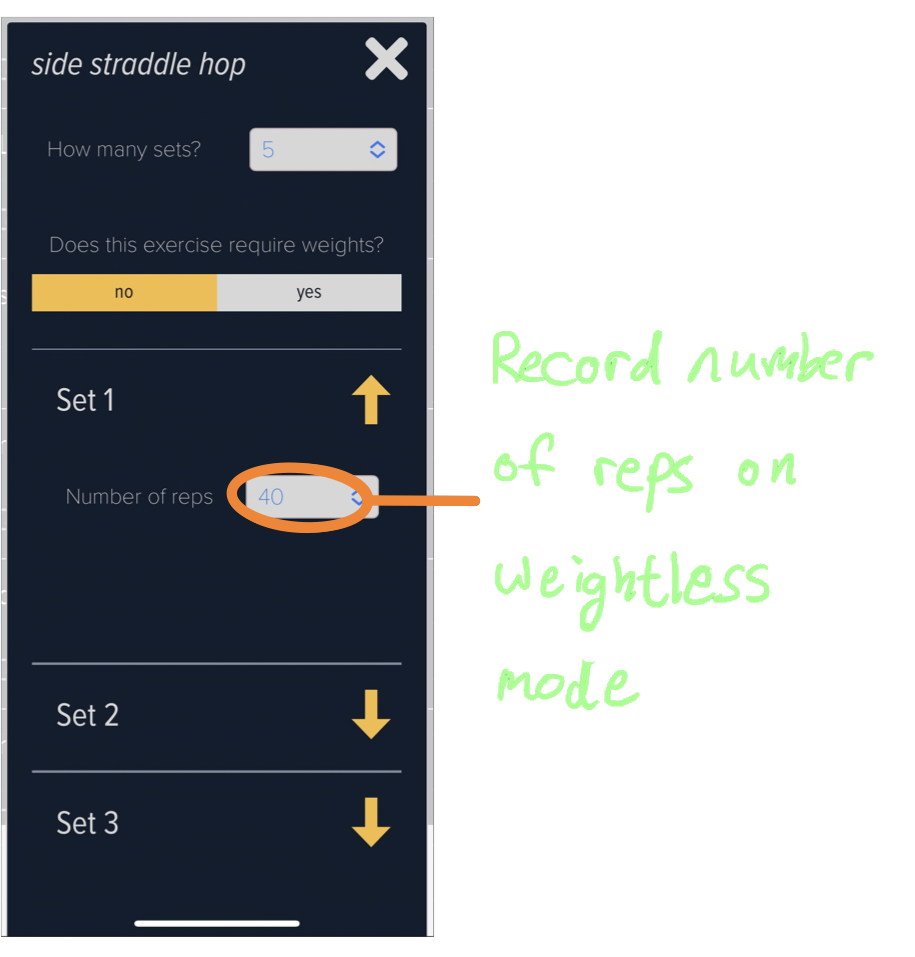 side straddle hop
How many sets? 5
Does this exercise require weights?
no yes
Set 1
Number of reps 40
Set 2
Set 3
Record number
of reps on
weightless
mode